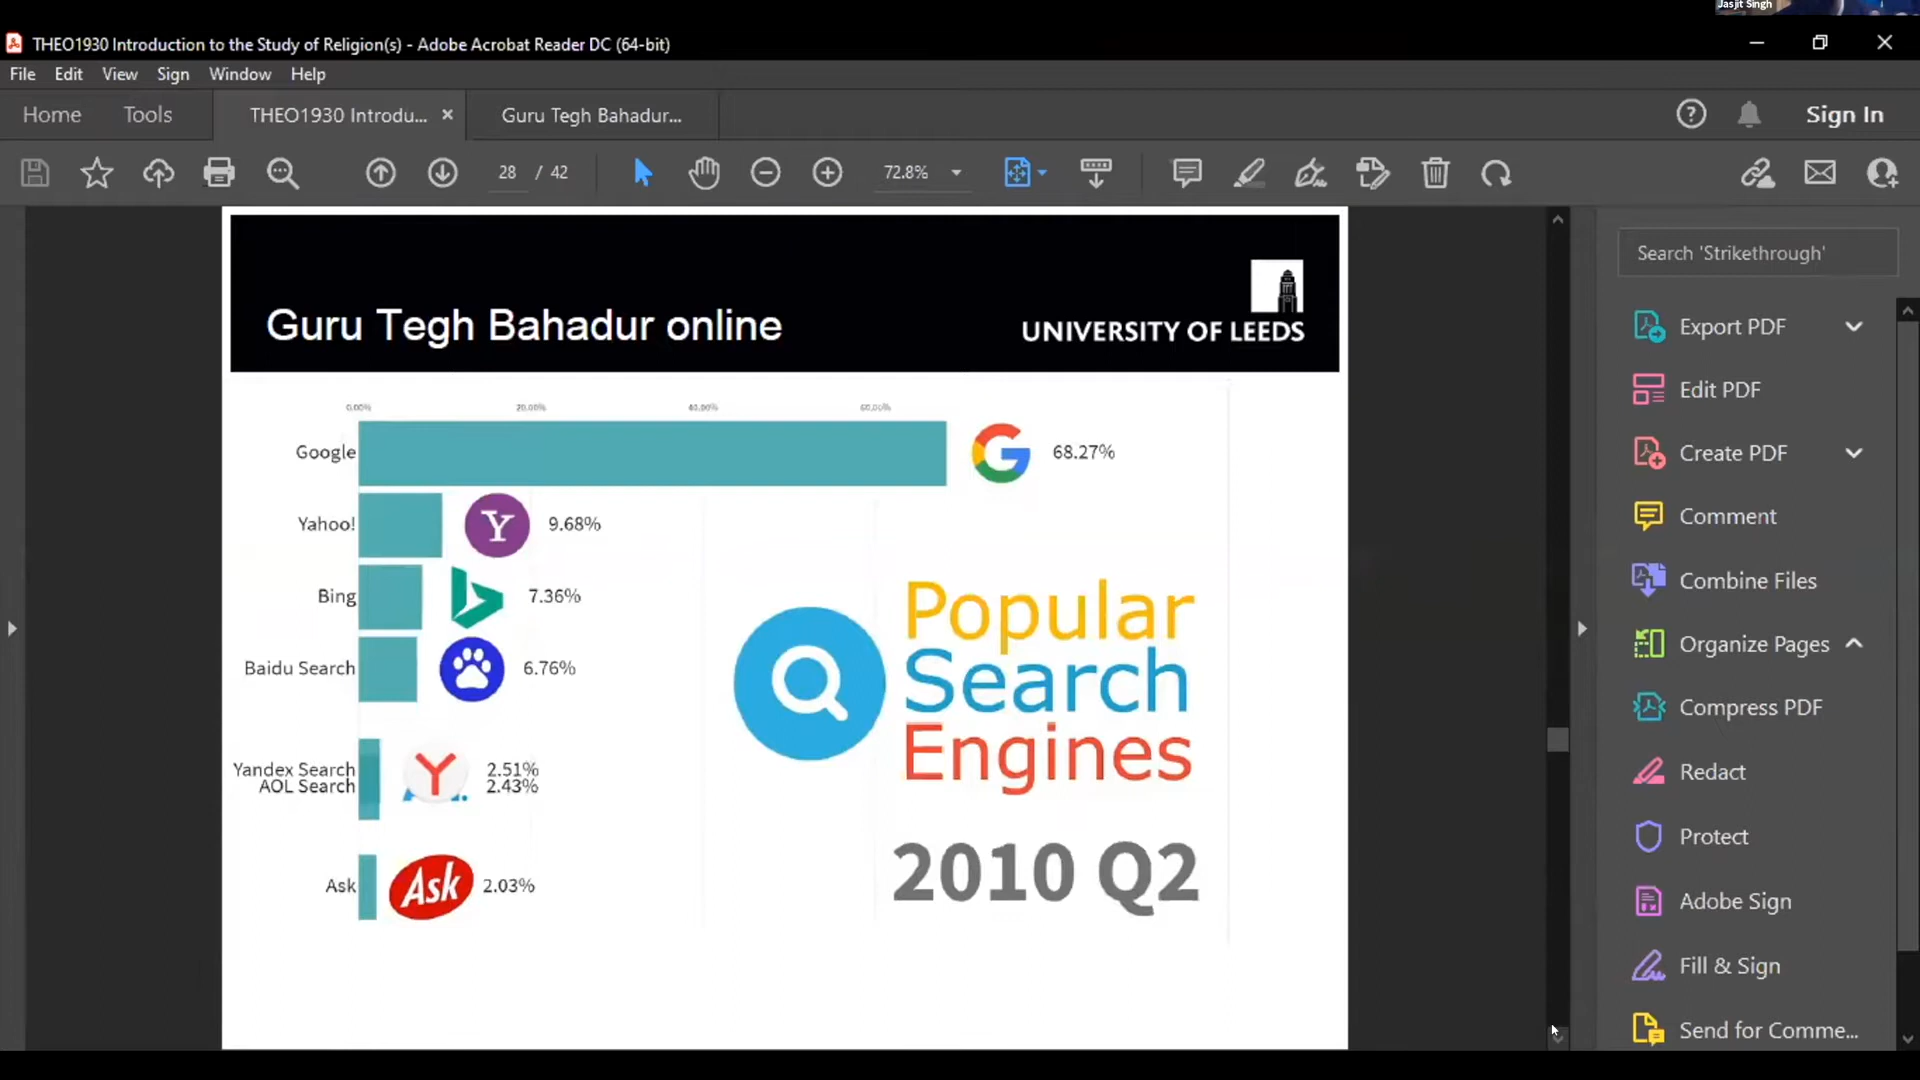 Jasjit Singh
THEO1930 Introduction to the Study of Religion(s) - Adobe Acrobat Reader DC (64-bit)
File Edit View Sign Window Help
Home Tools THEO1930 Introdu... × Guru Tegh Bahadur... Sign In
28 / 42 72.8%
Guru Tegh Bahadur online
UNIVERSITY OF LEEDS
0.00% 20.00% 40.00% 60.00%
Google G 68.27%
Yahoo! Y 9.68%
Bing 7.36%
Baidu Search 6.76%
Yandex Search Y 2.51%
AOL Search 2.43%
Ask Ask 2.03%
Popular
Search
Engines
2010 Q2
Search 'Strikethrough'
Export PDF
Edit PDF
Create PDF
Comment
Combine Files
Organize Pages
Compress PDF
Redact
Protect
Adobe Sign
Fill & Sign
Send for Comme...